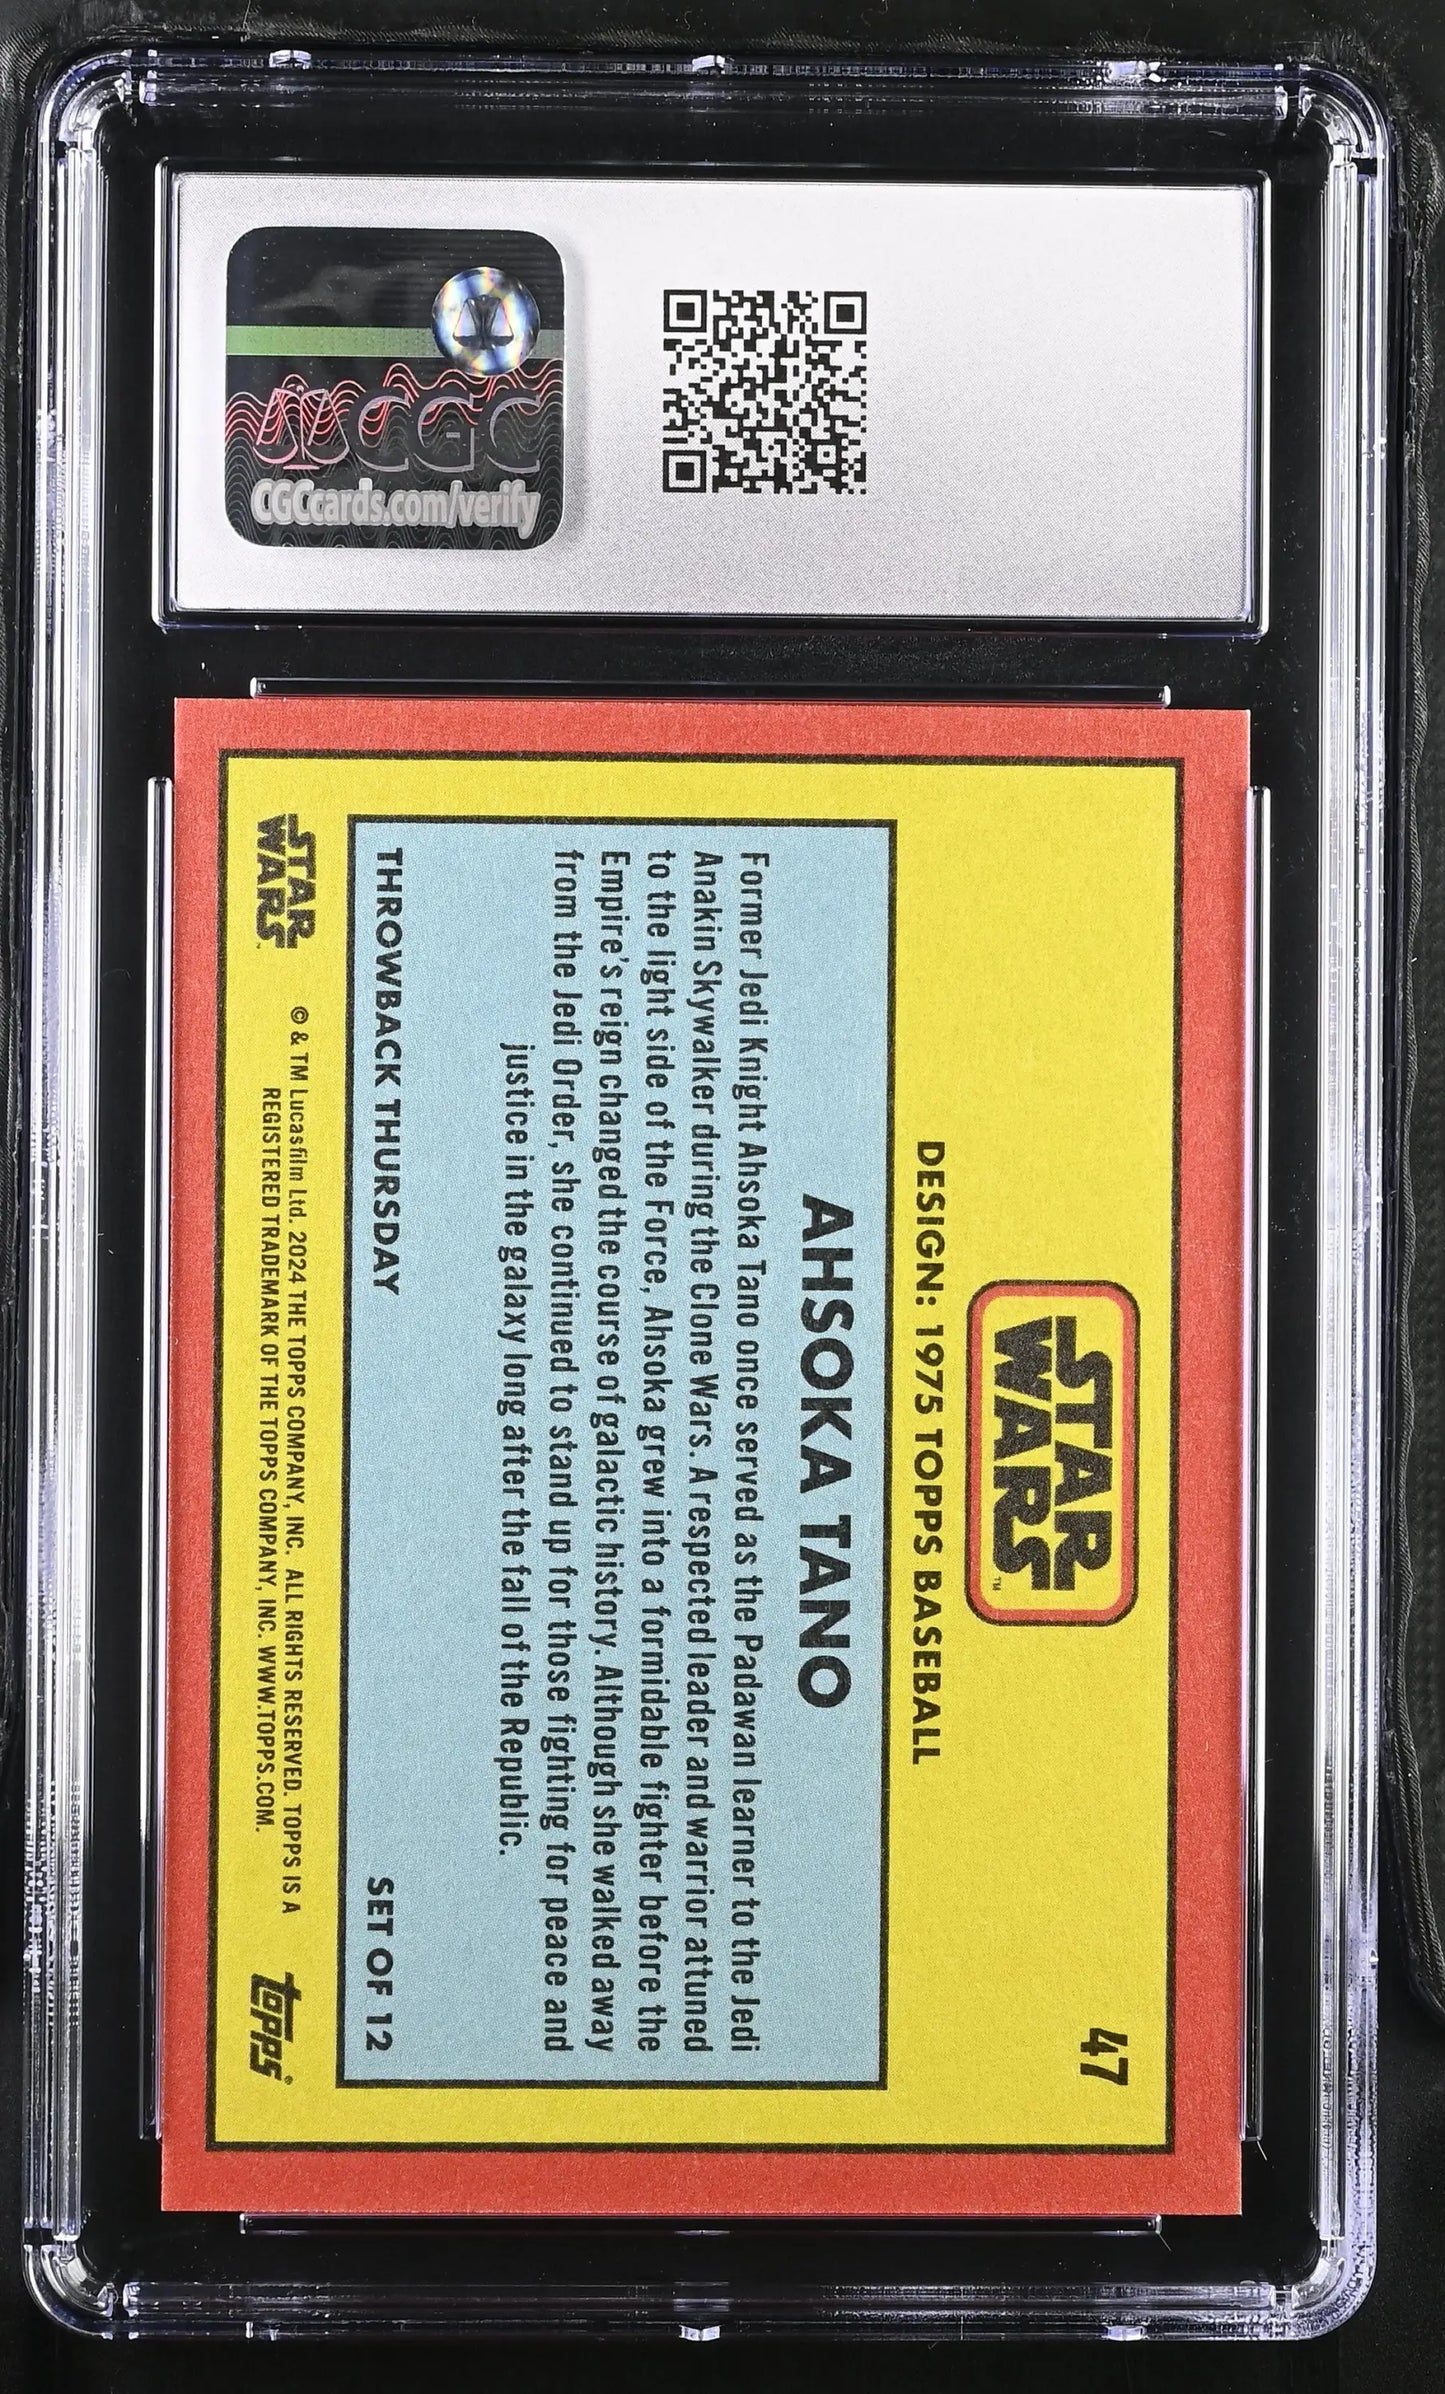 CGC
CGCcards.com/verify
47
STAR
WARS™
DESIGN: 1975 TOPPS BASEBALL
AHSOKA TANO
Former Jedi Knight Ahsoka Tano once served as the Padawan learner to the Jedi
Anakin Skywalker during the Clone Wars. A respected leader and warrior attuned
to the light side of the Force, Ahsoka grew into a formidable fighter before the
Empire's reign changed the course of galactic history. Although she walked away
from the Jedi Order, she continued to stand up for those fighting for peace and
justice in the galaxy long after the fall of the Republic.
THROWBACK THURSDAY
SET OF 12
STAR
WARS™
© & TM Lucasfilm Ltd. 2024 THE TOPPS COMPANY, INC. ALL RIGHTS RESERVED. TOPPS IS A
REGISTERED TRADEMARK OF THE TOPPS COMPANY, INC. WWW.TOPPS.COM.
topps®